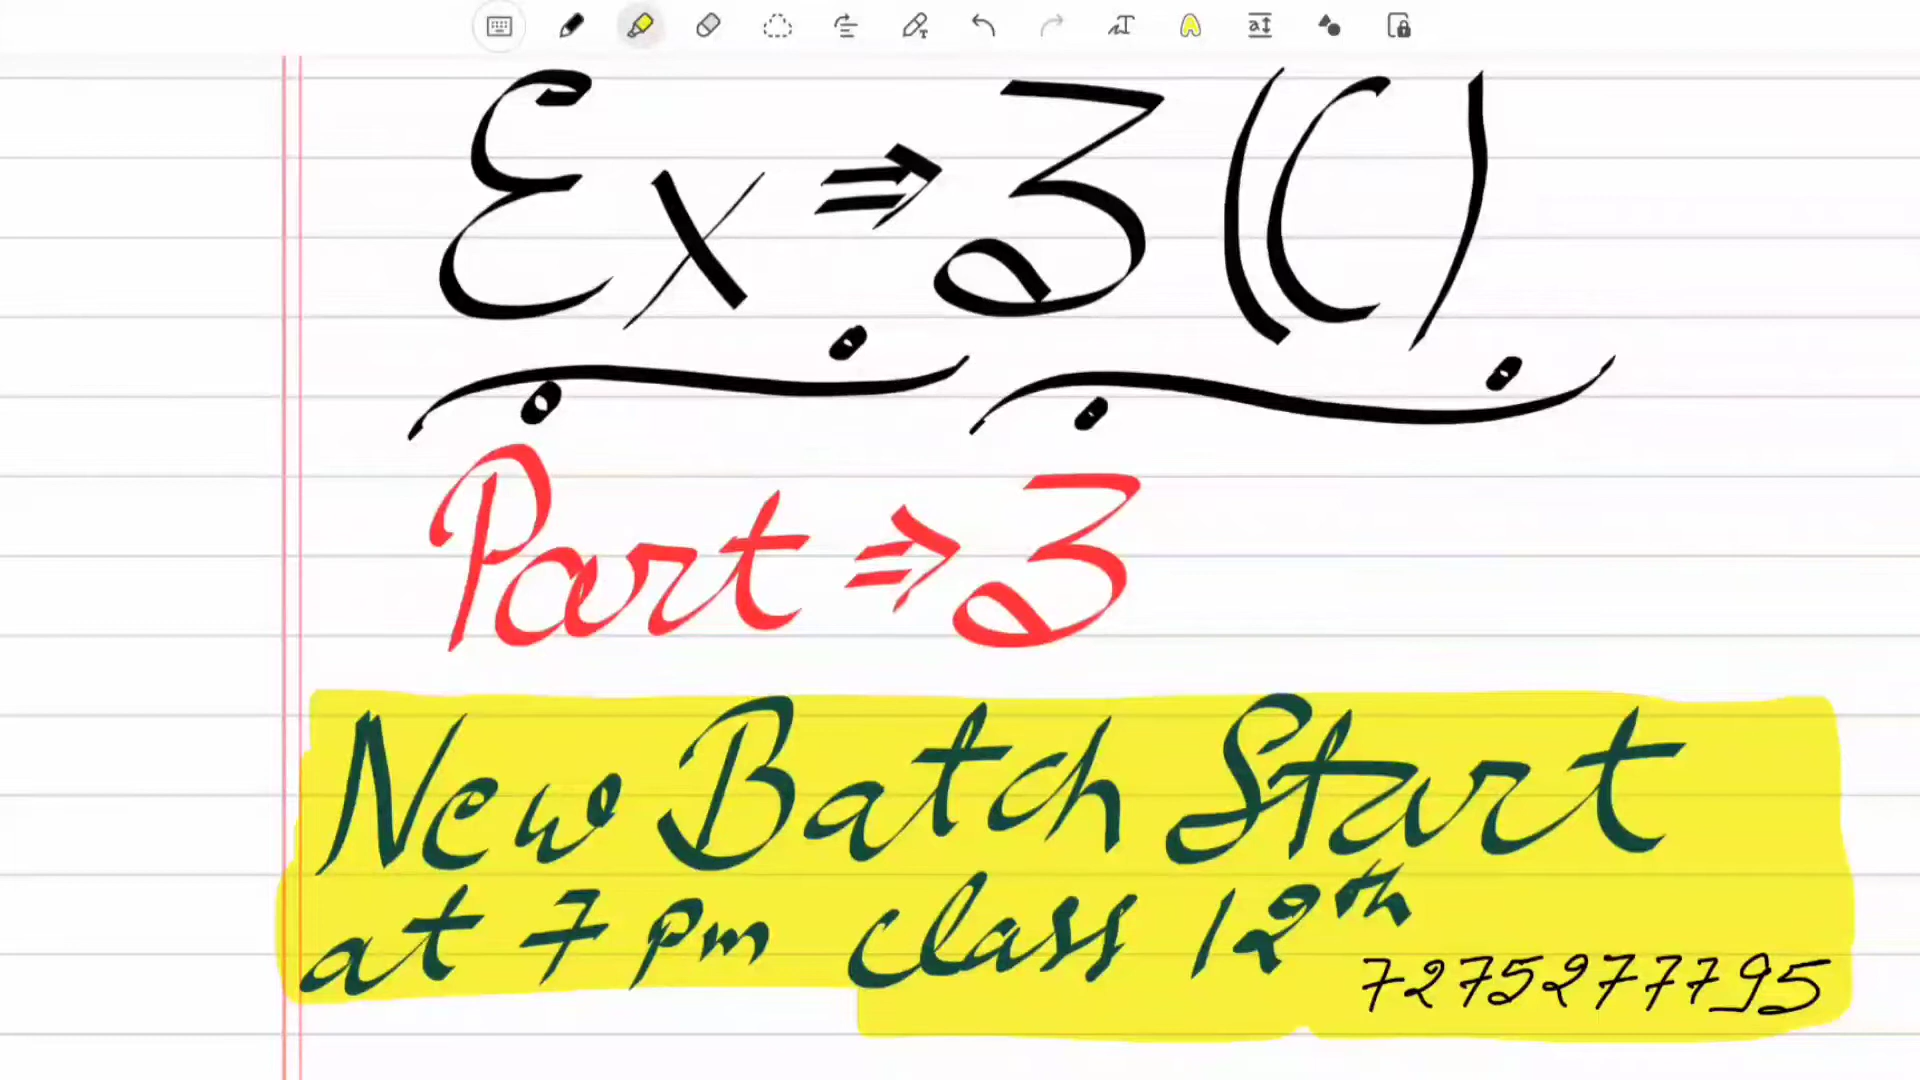 Ex ⇒ 3 (C)
Part ⇒ 3
New Batch Start
at 7 pm class 12th
7275277795